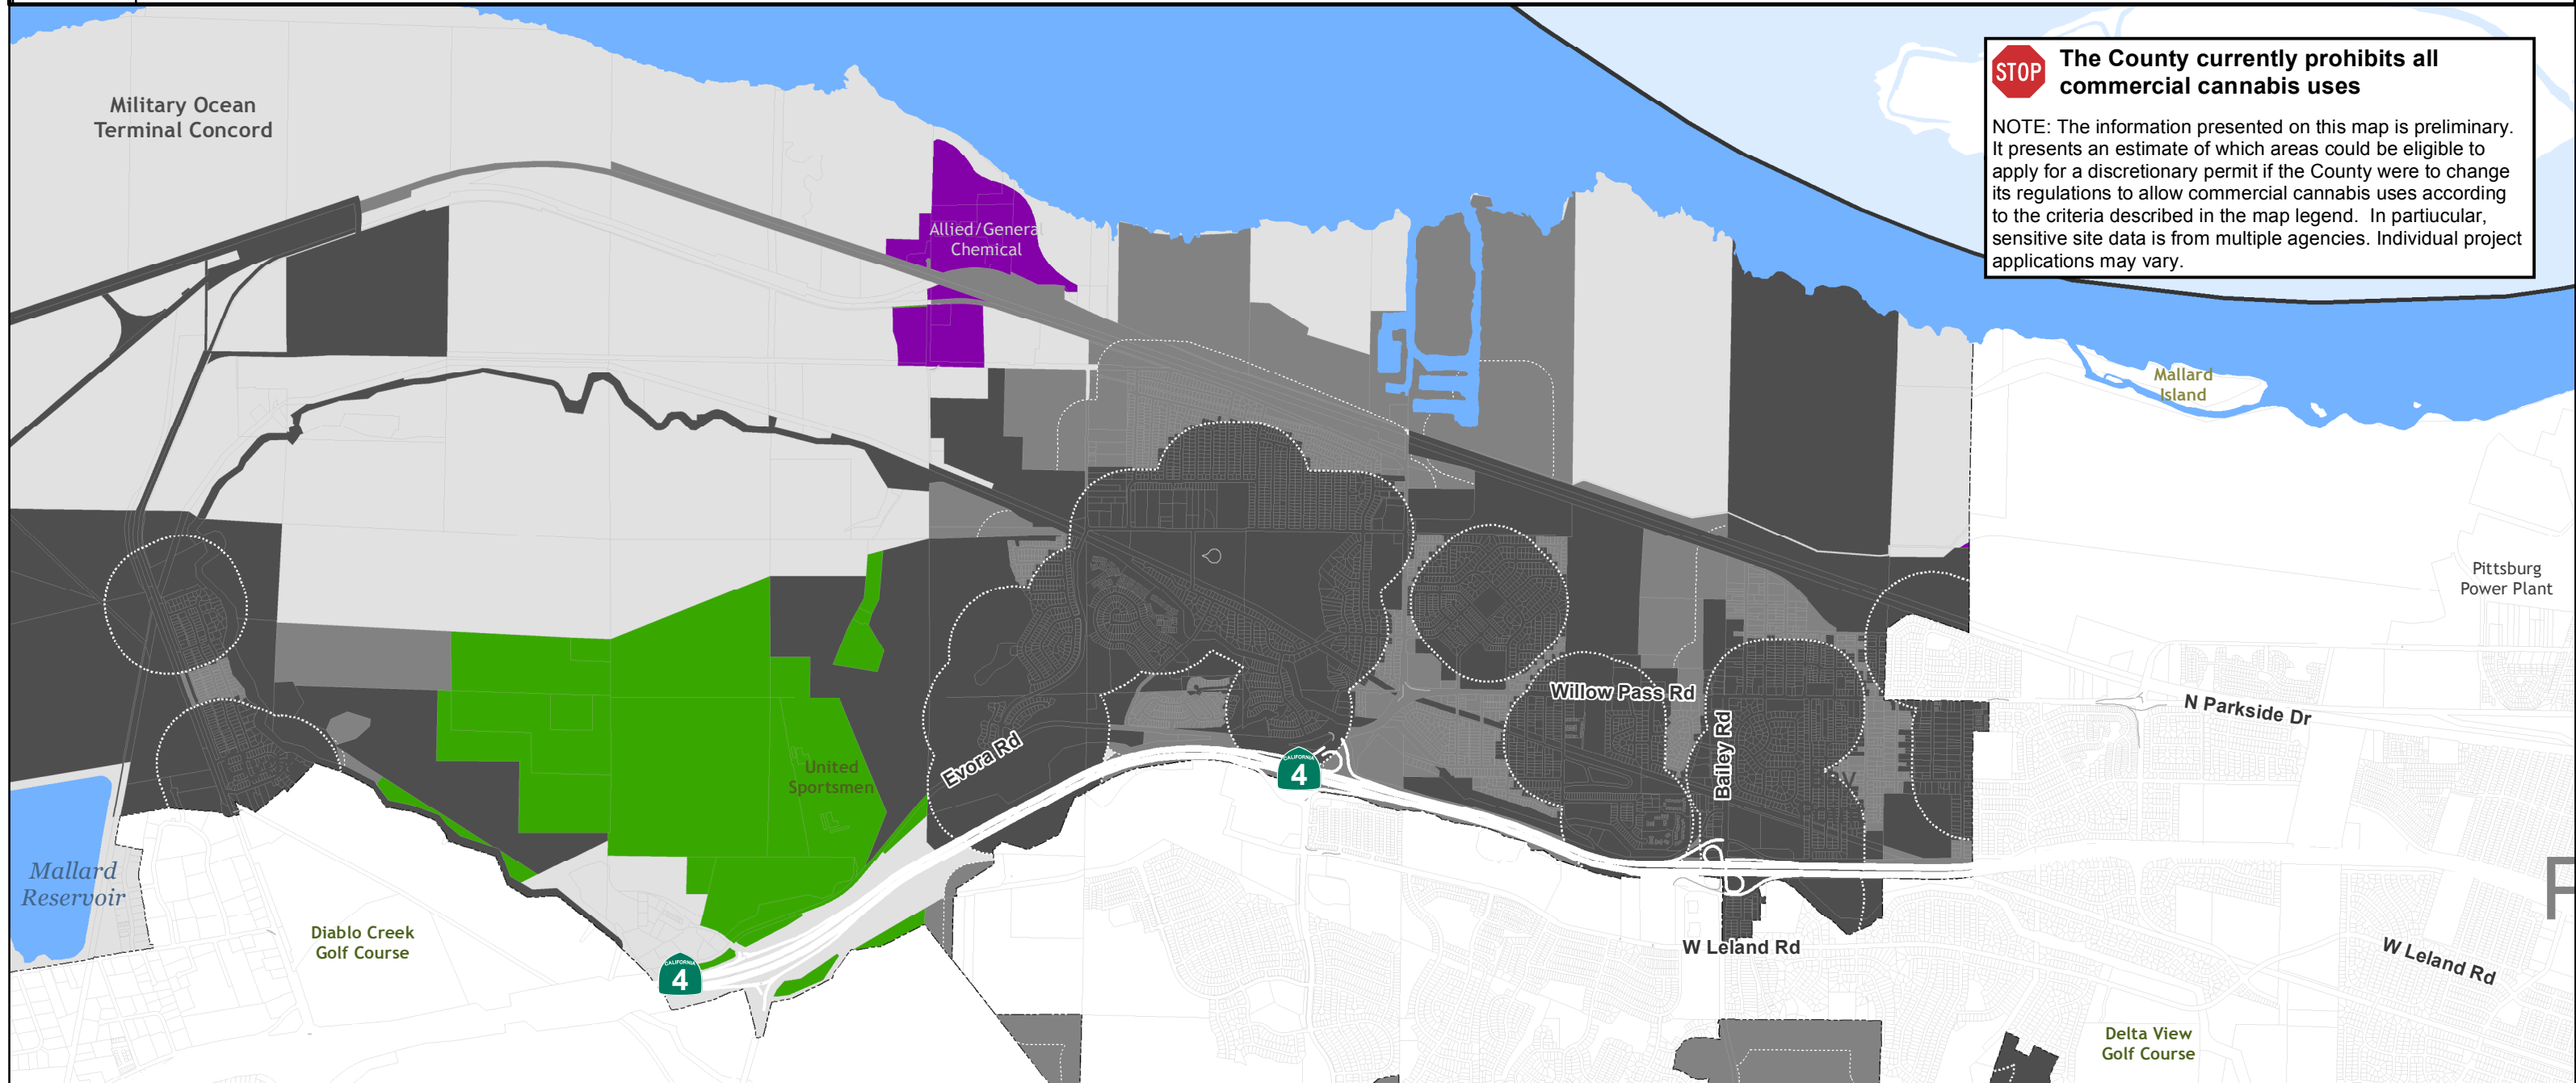 Military Ocean
Terminal Concord
STOP
The County currently prohibits all
commercial cannabis uses
NOTE: The information presented on this map is preliminary.
It presents an estimate of which areas could be eligible to
apply for a discretionary permit if the County were to change
its regulations to allow commercial cannabis uses according
to the criteria described in the map legend. In partiucular,
sensitive site data is from multiple agencies. Individual project
applications may vary.
Allied/General
Chemical
Mallard
Island
Pittsburg
Power Plant
Willow Pass Rd
N Parkside Dr
Bailey Rd
Evora Rd
United
Sportsmen
CALIFORNIA
4
Mallard
Reservoir
Diablo Creek
Golf Course
CALIFORNIA
4
W Leland Rd
W Leland Rd
Delta View
Golf Course